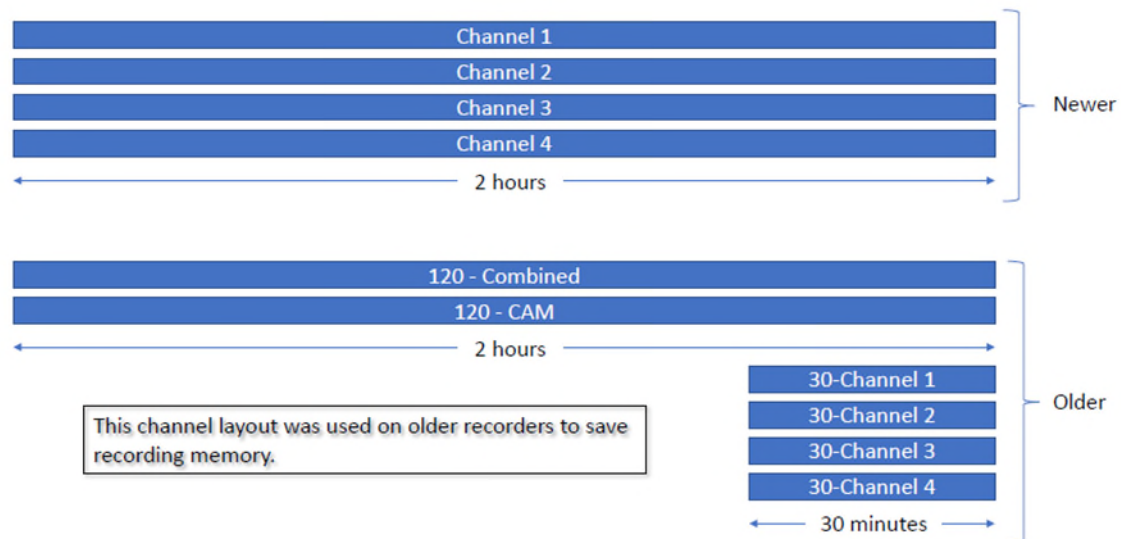 Channel 1
Channel 2
Channel 3
Channel 4
2 hours
Newer
120 - Combined
120 - CAM
2 hours
30-Channel 1
30-Channel 2
30-Channel 3
30-Channel 4
30 minutes
Older
This channel layout was used on older recorders to save
recording memory.